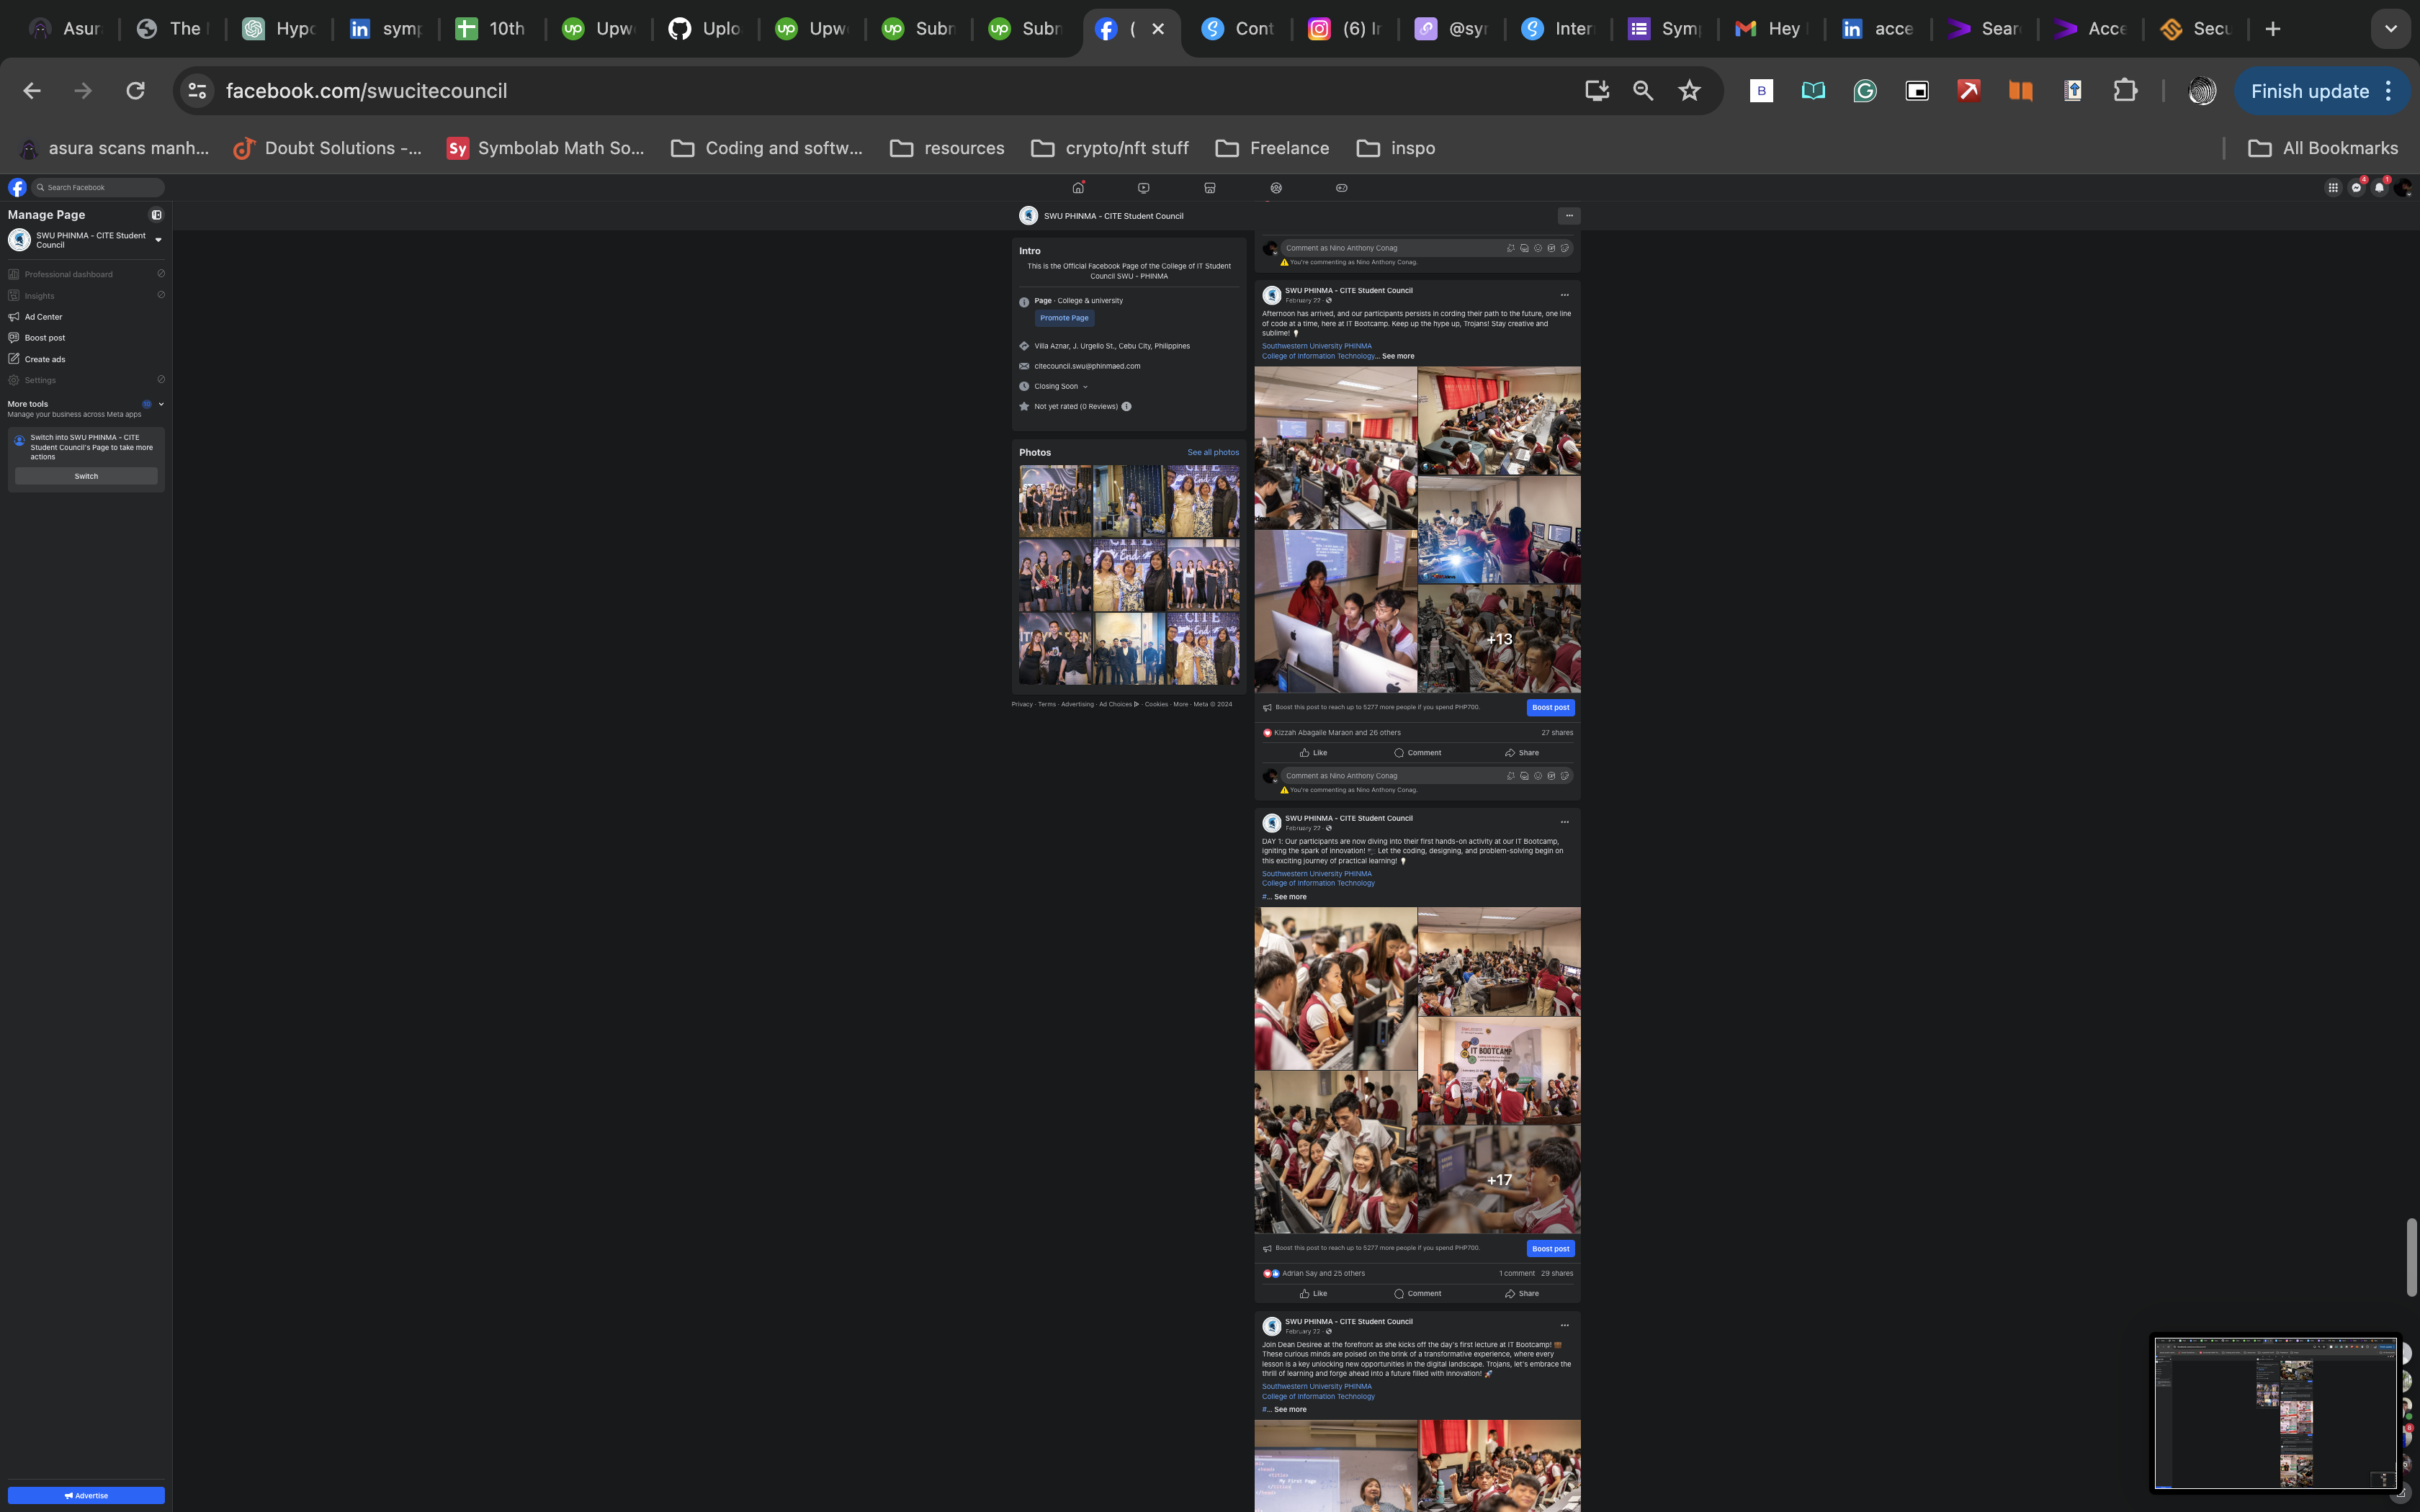 Asur
The
Hypo
symp
10th
Upw
Uplo
Upw
Subn
Subn
(
Cont
(6) In
@syn
Inter
Symp
Hey
acce
Sear
Acce
Secu
facebook.com/swucitecouncil
Finish update
asura scans manh...
Doubt Solutions -...
Symbolab Math So...
Coding and softw...
resources
crypto/nft stuff
Freelance
inspo
All Bookmarks
Search Facebook
4
1
Manage Page
SWU PHINMA - CITE Student
Council
Professional dashboard
Insights
Ad Center
Boost post
Create ads
Settings
More tools
Manage your business across Meta apps
Switch into SWU PHINMA - CITE
Student Council's Page to take more
actions
Switch
Advertise
SWU PHINMA - CITE Student Council
Intro
This is the Official Facebook Page of the College of IT Student
Council SWU - PHINMA
Page · College & university
Promote Page
Villa Aznar, J. Urgello St., Cebu City, Philippines
citecouncil.swu@phinmaed.com
Closing Soon
Not yet rated (0 Reviews)
Photos
See all photos
Privacy · Terms · Advertising · Ad Choices · Cookies · More · Meta © 2024
Comment as Nino Anthony Conag
You're commenting as Nino Anthony Conag.
SWU PHINMA - CITE Student Council
February 22
Afternoon has arrived, and our participants persists in cording their path to the future, one line
of code at a time, here at IT Bootcamp. Keep up the hype up, Trojans! Stay creative and
sublime!
Southwestern University PHINMA
College of Information Technology... See more
+13
Boost this post to reach up to 5277 more people if you spend PHP700.
Boost post
Kizzah Abagaile Maraon and 26 others
27 shares
Like
Comment
Share
Comment as Nino Anthony Conag
You're commenting as Nino Anthony Conag.
SWU PHINMA - CITE Student Council
February 22
DAY 1: Our participants are now diving into their first hands-on activity at our IT Bootcamp,
igniting the spark of innovation! Let the coding, designing, and problem-solving begin on
this exciting journey of practical learning!
Southwestern University PHINMA
College of Information Technology
#... See more
IT BOOTCAMP
+17
Boost this post to reach up to 5277 more people if you spend PHP700.
Boost post
Adrian Say and 25 others
1 comment
29 shares
Like
Comment
Share
SWU PHINMA - CITE Student Council
February 22
Join Dean Desiree at the forefront as she kicks off the day's first lecture at IT Bootcamp!
These curious minds are poised on the brink of a transformative experience, where every
lesson is a key unlocking new opportunities in the digital landscape. Trojans, let's embrace the
thrill of learning and forge ahead into a future filled with innovation!
Southwestern University PHINMA
College of Information Technology
#... See more
My First Page